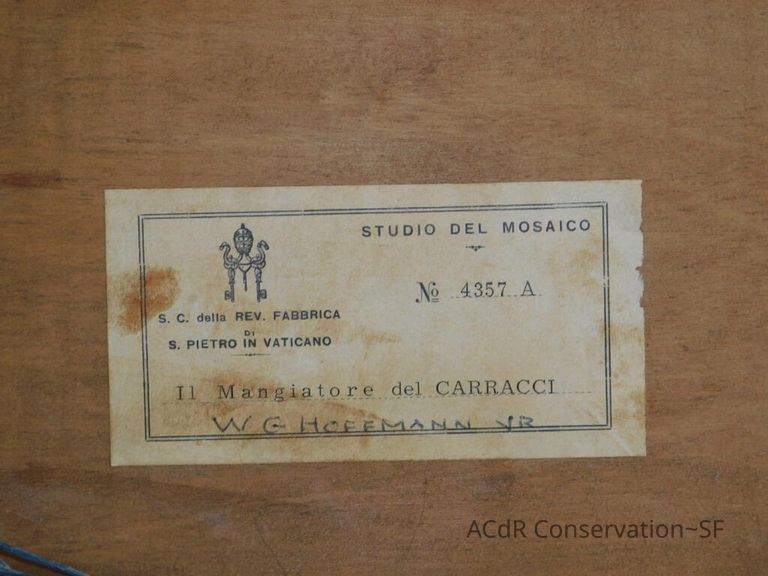 STUDIO DEL MOSAICO
No 4357 A
S. C. della REV. FABBRICA
DI
S. PIETRO IN VATICANO
Il Mangiatore del CARRACCI
W G HOFFMANN
ACdR Conservation~SF